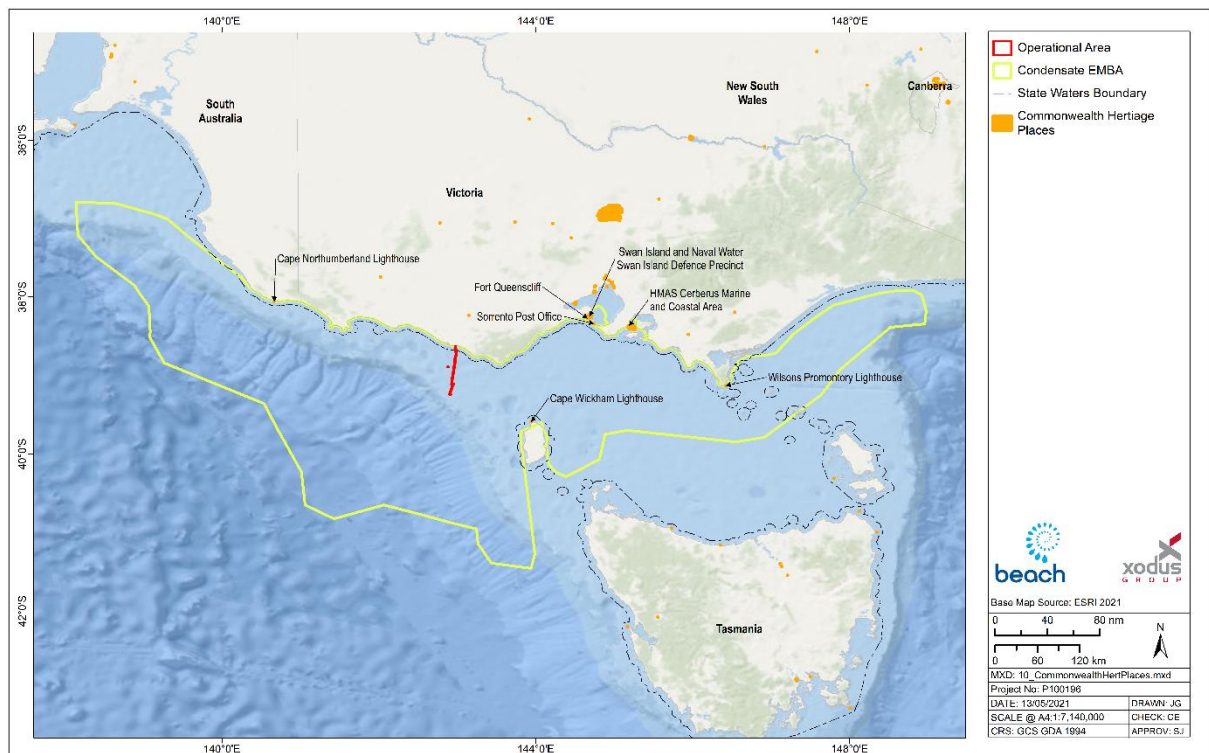 140°0'E 144°0'E 148°0'E
36°0'S
38°0'S
40°0'S
42°0'S
South
Australia
New South
Wales
Canberra
Victoria
Cape Northumberland Lighthouse
Swan Island and Naval Water
Swan Island Defence Precinct
Fort Queenscliff
HMAS Cerberus Marine
and Coastal Area
Sorrento Post Office
Wilsons Promontory Lighthouse
Cape Wickham Lighthouse
Tasmania
140°0'E 144°0'E 148°0'E
Operational Area
Condensate EMBA
State Waters Boundary
Commonwealth Hertiage
Places
beach
xodus
GROUP
Base Map Source: ESRI 2021
0 40 80 nm
N
0 60 120 km
MXD: 10_CommonwealthHertPlaces.mxd
Project No: P100196
DATE: 13/05/2021 DRAWN: JG
SCALE @ A4:1:7,140,000 CHECK: CE
CRS: GCS GDA 1994 APPROV: SJ